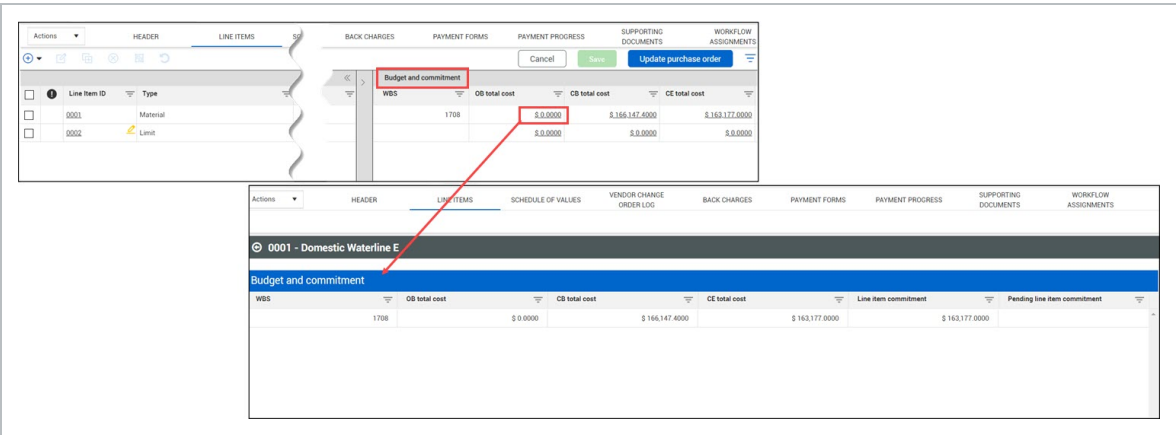 Actions HEADER LINE ITEMS BACK CHARGES PAYMENT FORMS PAYMENT PROGRESS SUPPORTING DOCUMENTS WORKFLOW ASSIGNMENTS
Cancel Save Update purchase order
Budget and commitment
Line Item ID Type WBS OB total cost CB total cost CE total cost
0001 Material 1708 $ 0.0000 $ 166,147.4000 $ 163,177.0000
0002 Limit $ 0.0000 $ 0.0000 $ 0.0000
Actions HEADER LINE ITEMS SCHEDULE OF VALUES VENDOR CHANGE ORDER LOG BACK CHARGES PAYMENT FORMS PAYMENT PROGRESS SUPPORTING DOCUMENTS WORKFLOW ASSIGNMENTS
0001 - Domestic Waterline E
Budget and commitment
WBS OB total cost CB total cost CE total cost Line item commitment Pending line item commitment
1708 $ 0.0000 $ 166,147.4000 $ 163,177.0000 $ 163,177.0000